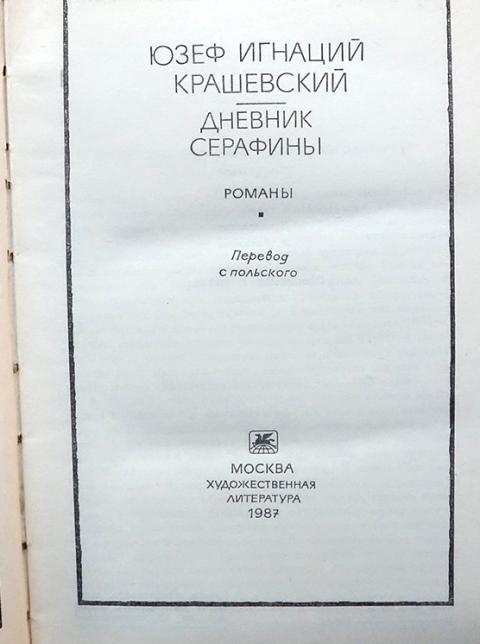 ЮЗЕФ ИГНАЦИЙ
КРАШЕВСКИЙ
ДНЕВНИК
СЕРАФИНЫ
РОМАНЫ
Перевод
с польского
МОСКВА
ХУДОЖЕСТВЕННАЯ
ЛИТЕРАТУРА
1987